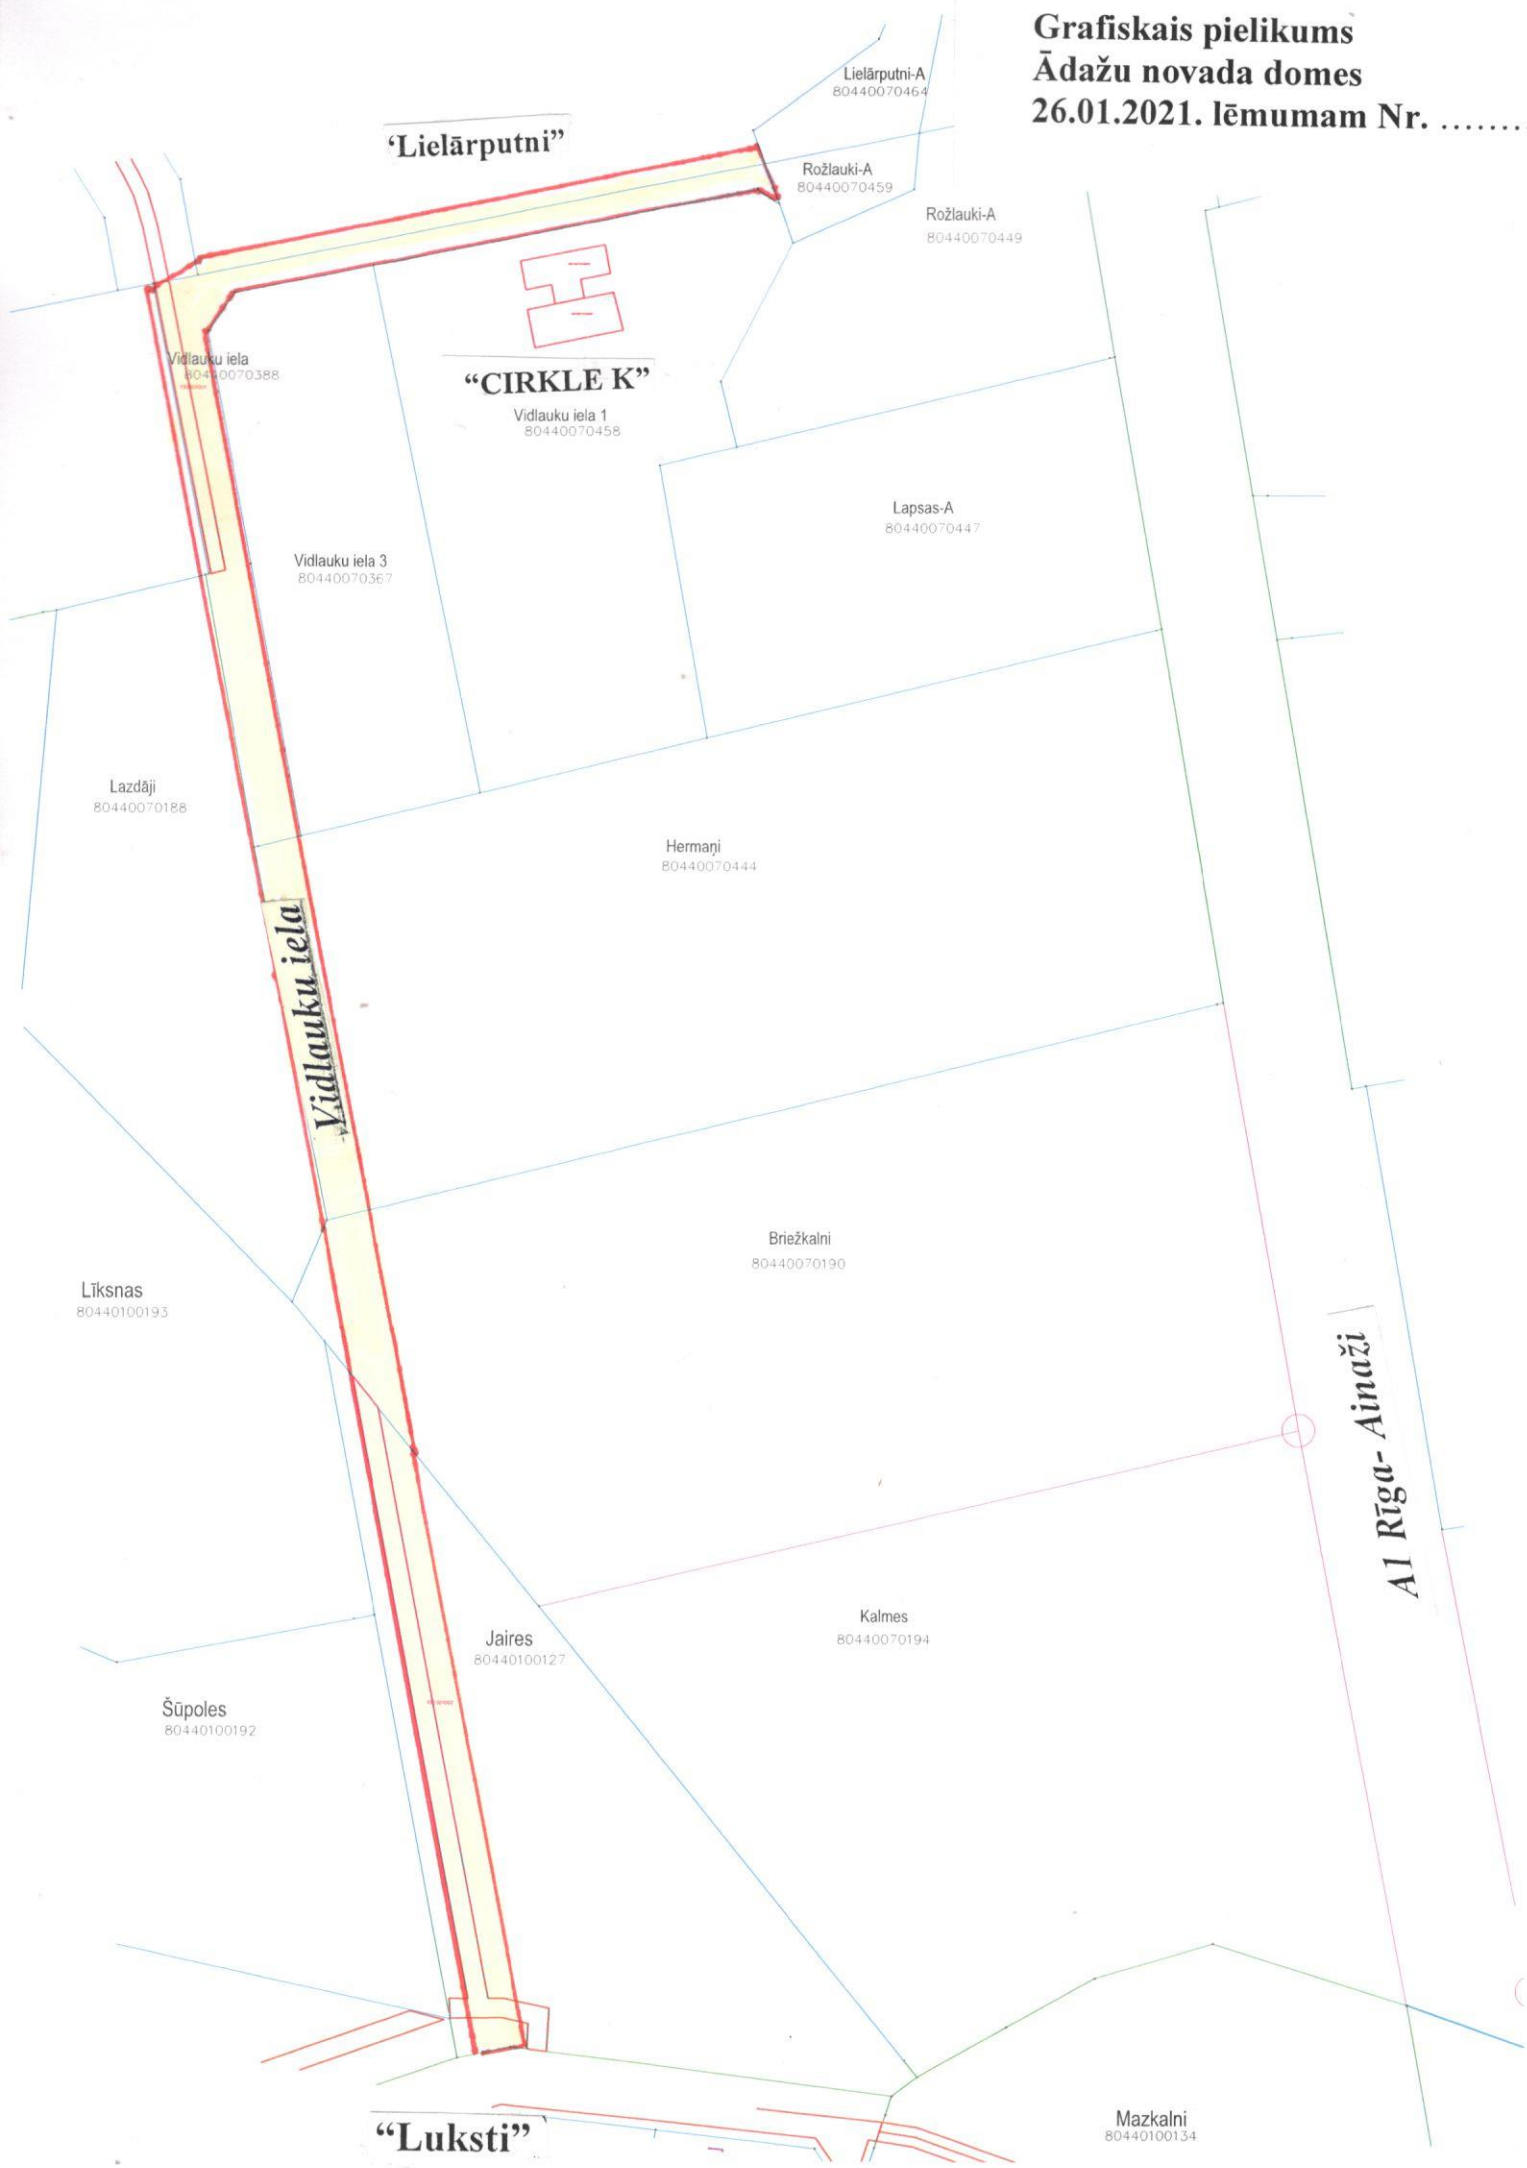 Grafiskais pielikums
Ādažu novada domes
26.01.2021. lēmumam Nr. ........
Lielārputni-A
80440070464
‘Lielārputni”
Rožlauki-A
80440070459
Rožlauki-A
80440070449
Vidlauku iela
80440070388
“CIRKLE K”
Vidlauku iela 1
80440070458
Lapsas-A
80440070447
Vidlauku iela 3
80440070367
Lazdāji
80440070188
Hermaņi
80440070444
Vidlauku iela
Briežkalni
80440070190
Līksnas
80440100193
A1 Rīga- Ainaži
Kalmes
80440070194
Jaires
80440100127
Šūpoles
80440100192
“Luksti”
Mazkalni
80440100134